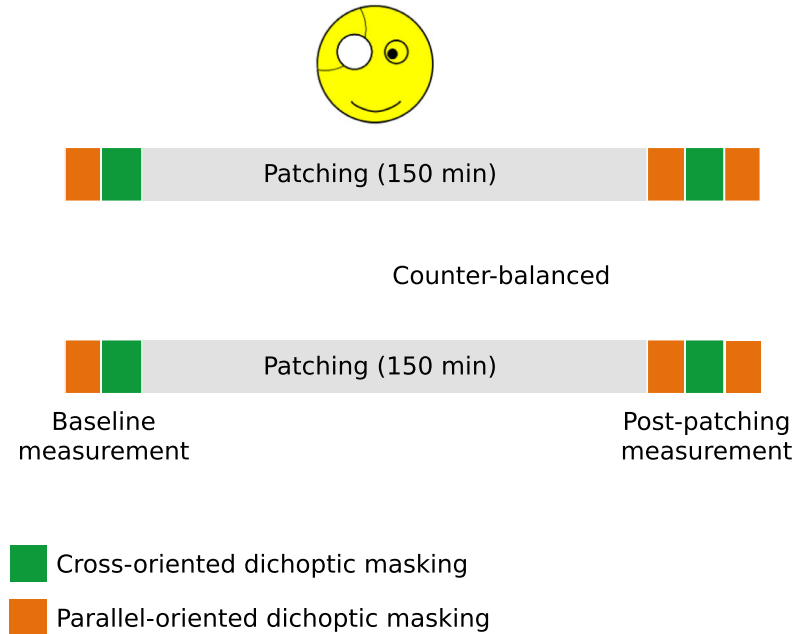 Patching (150 min)
Counter-balanced
Patching (150 min)
Baseline
measurement
Post-patching
measurement
Cross-oriented dichoptic masking
Parallel-oriented dichoptic masking